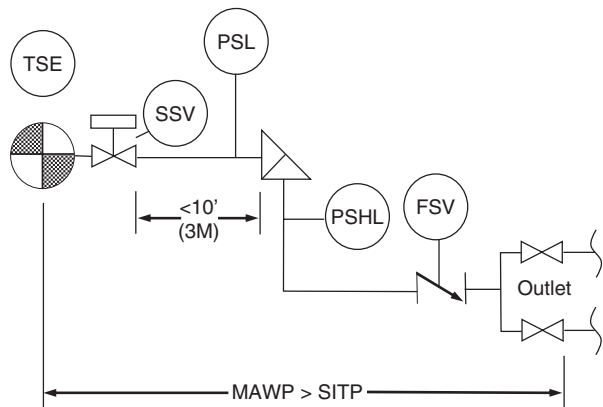 TSE
PSL
SSV
<10'
(3M)
PSHL
FSV
Outlet
MAWP > SITP